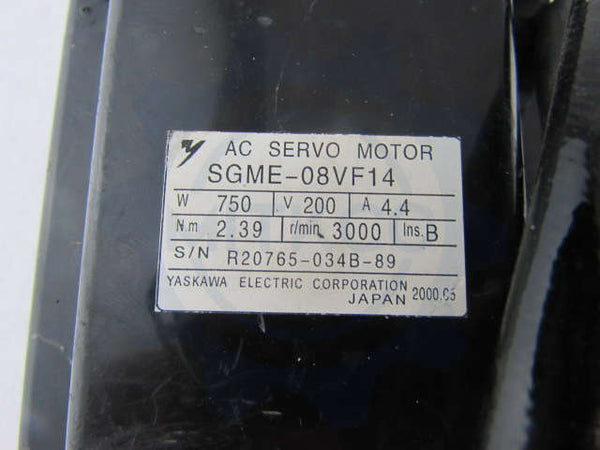 AC SERVO MOTOR
SGME-08VF14
W 750 V 200 A 4.4
Nm 2.39 r/min 3000 Ins. B
S/N R20765-034B-89
YASKAWA ELECTRIC CORPORATION
JAPAN 2000.05